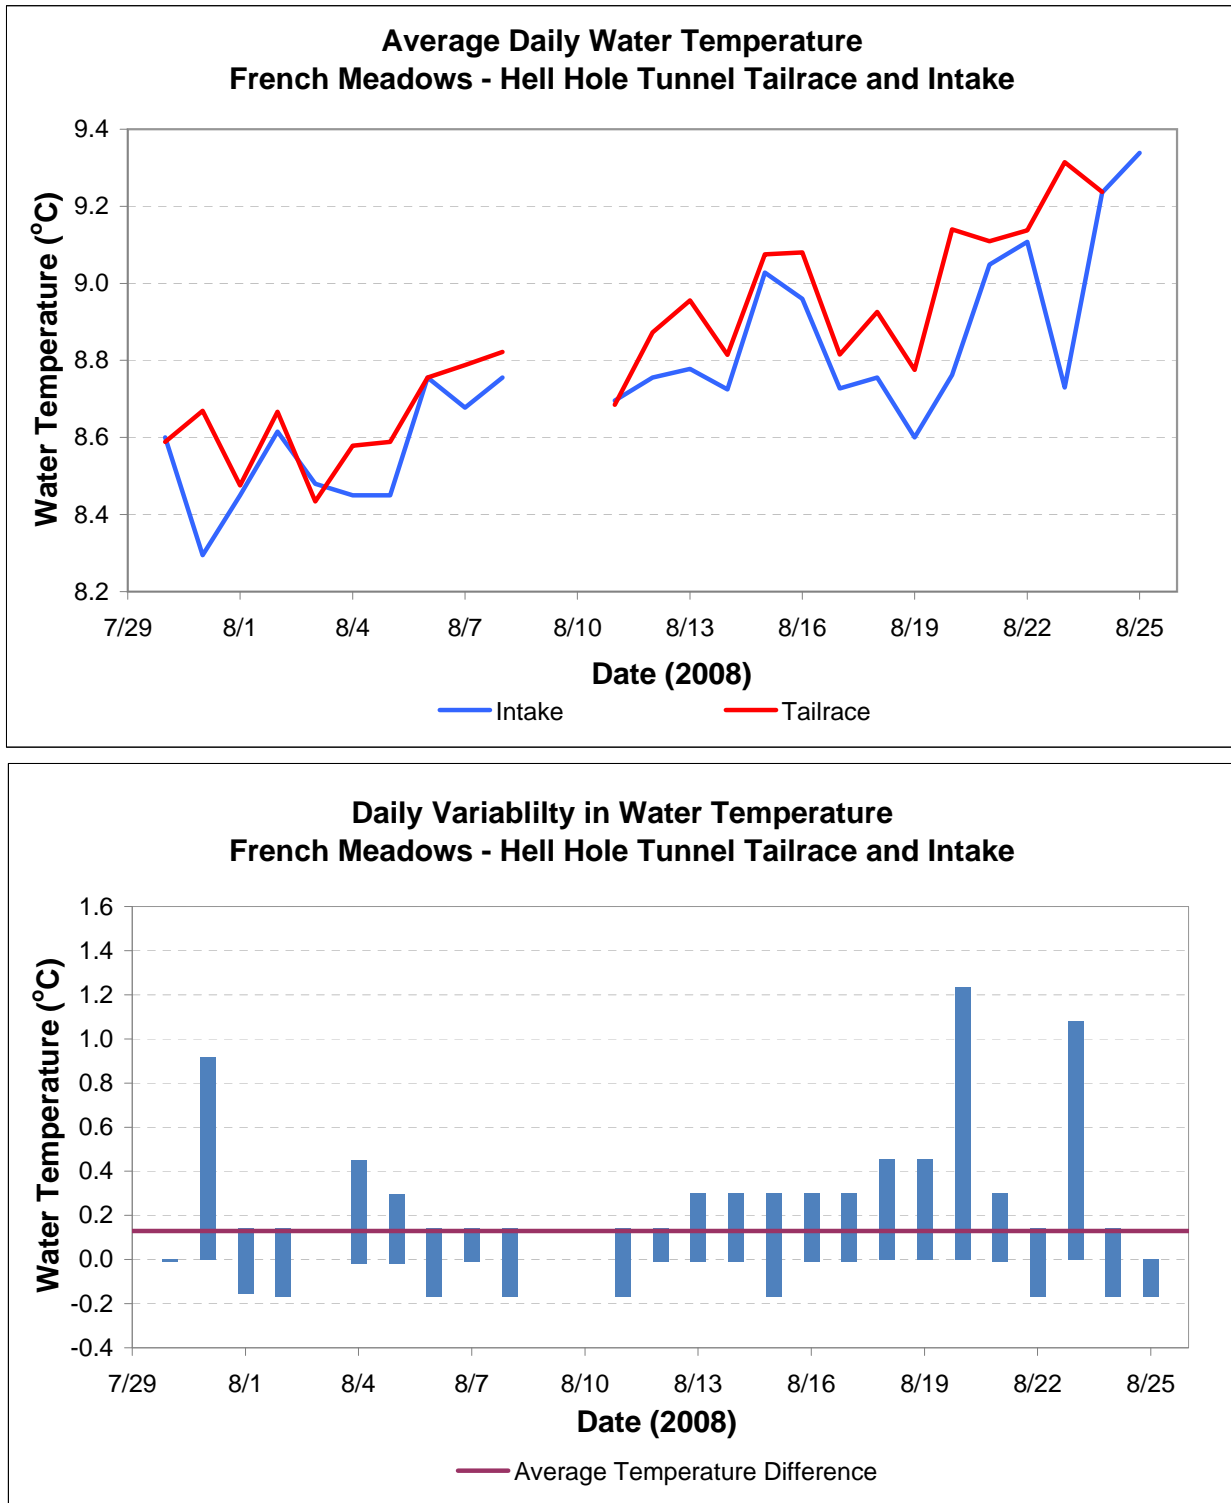 Average Daily Water Temperature
French Meadows - Hell Hole Tunnel Tailrace and Intake
Water Temperature (°C)
9.4
9.2
9.0
8.8
8.6
8.4
8.2
7/29 8/1 8/4 8/7 8/10 8/13 8/16 8/19 8/22 8/25
Date (2008)
Intake Tailrace
Daily Variablilty in Water Temperature
French Meadows - Hell Hole Tunnel Tailrace and Intake
Water Temperature (°C)
1.6
1.4
1.2
1.0
0.8
0.6
0.4
0.2
0.0
-0.2
-0.4
7/29 8/1 8/4 8/7 8/10 8/13 8/16 8/19 8/22 8/25
Date (2008)
Average Temperature Difference